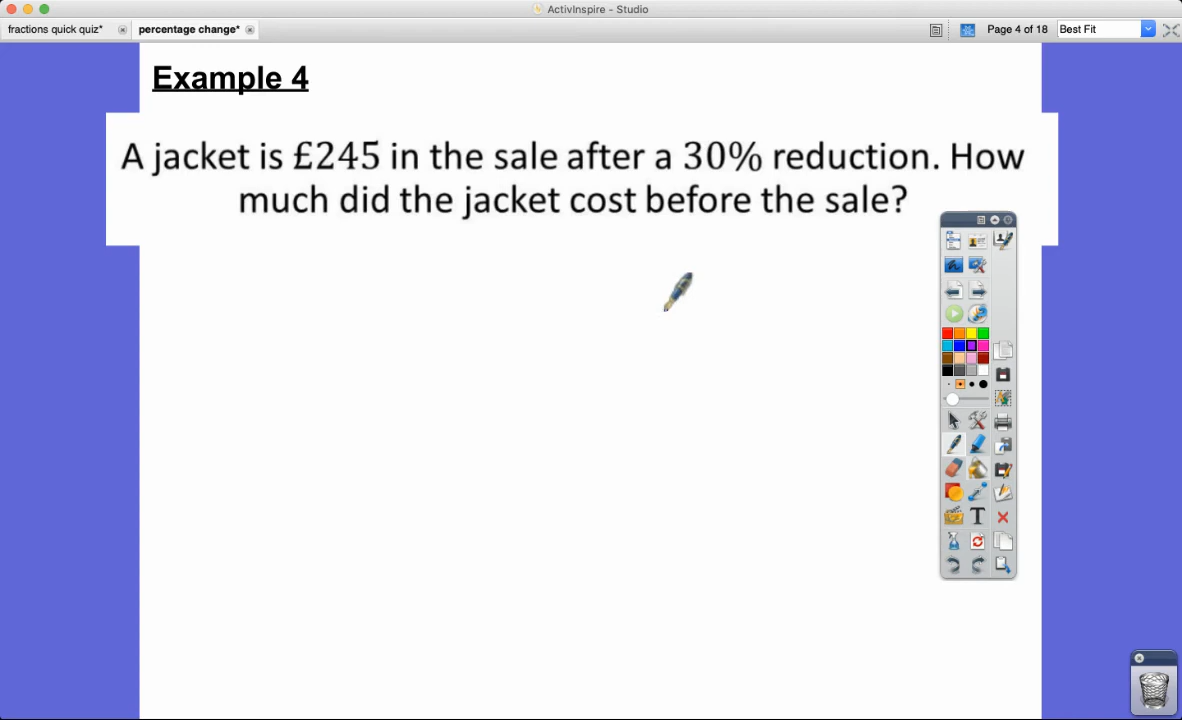 ActivInspire - Studio
fractions quick quiz*
percentage change*
Page 4 of 18
Best Fit
Example 4
A jacket is £245 in the sale after a 30% reduction. How
much did the jacket cost before the sale?
T